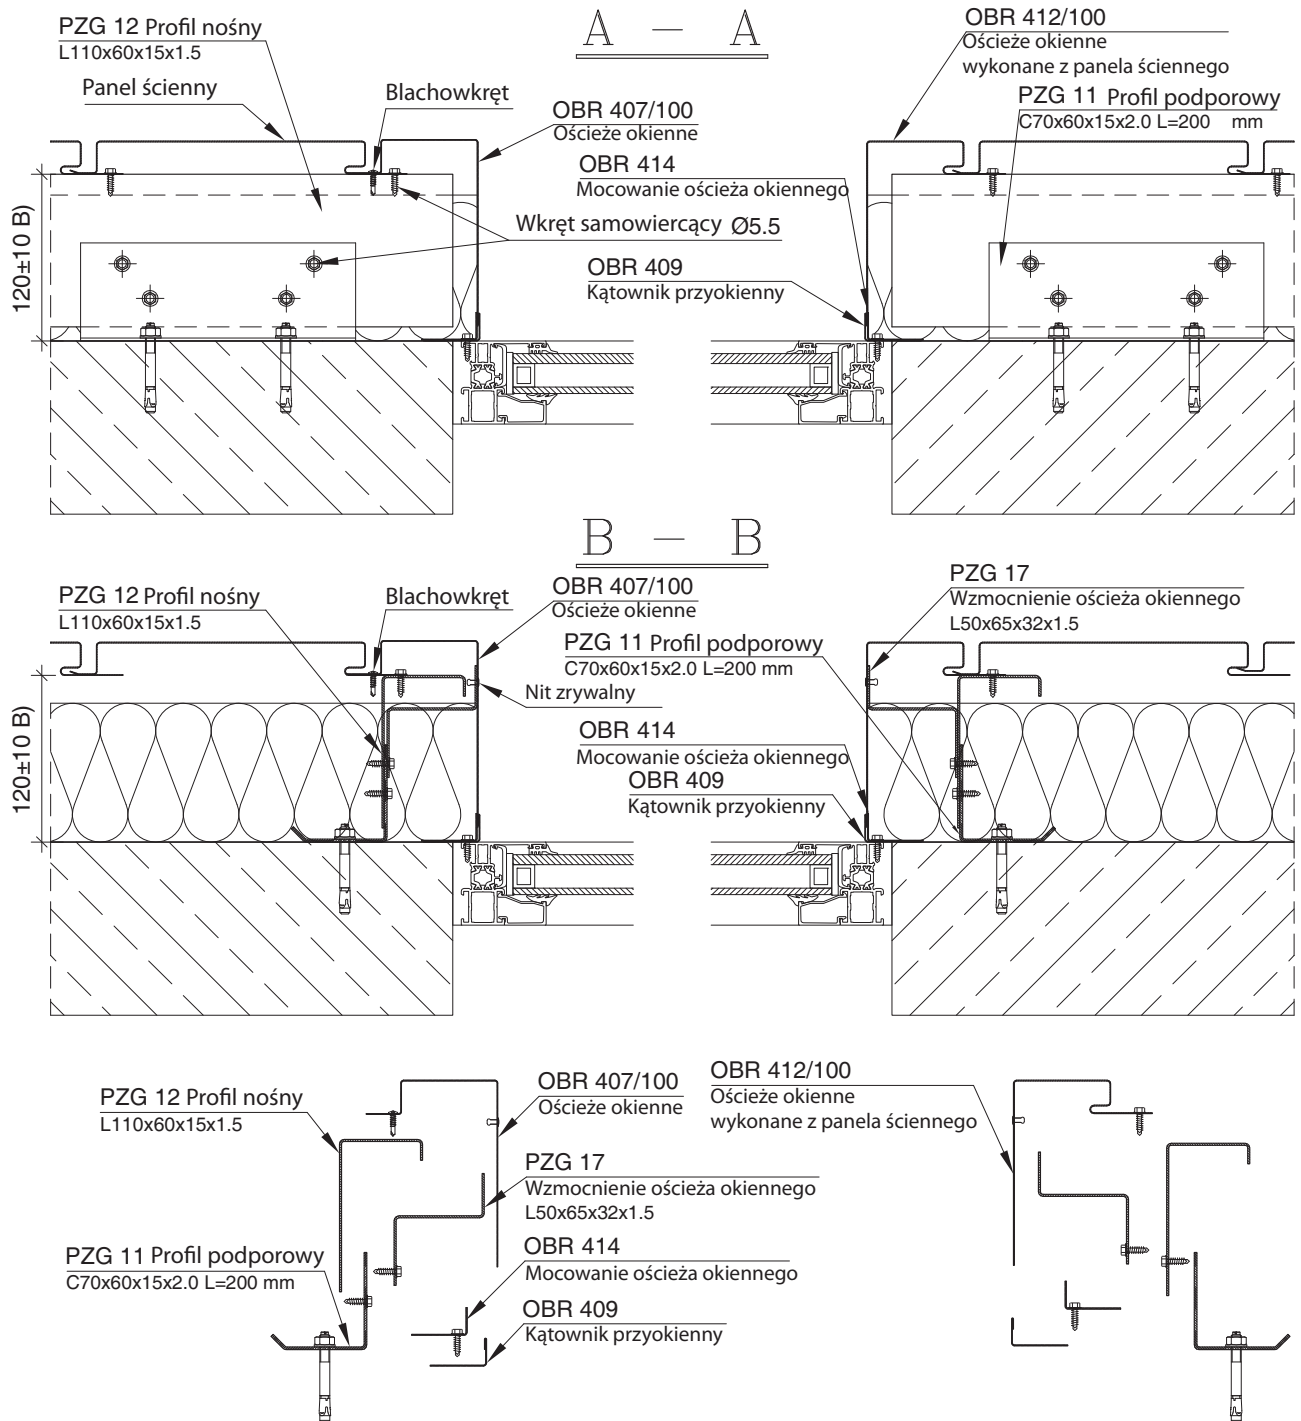 A — A
PZG 12 Profil nośny
L110x60x15x1.5
Panel ścienny
Blachowkręt
OBR 407/100
Ościeże okienne
OBR 412/100
Ościeże okienne
wykonane z panela ściennego
PZG 11 Profil podporowy
C70x60x15x2.0 L=200 mm
OBR 414
Mocowanie ościeża okiennego
Wkręt samowiercący Ø5.5
OBR 409
Kątownik przyokienny
120±10 B)
B — B
PZG 12 Profil nośny
L110x60x15x1.5
Blachowkręt
OBR 407/100
Ościeże okienne
PZG 17
Wzmocnienie ościeża okiennego
L50x65x32x1.5
PZG 11 Profil podporowy
C70x60x15x2.0 L=200 mm
Nit zrywalny
OBR 414
Mocowanie ościeża okiennego
OBR 409
Kątownik przyokienny
120±10 B)
PZG 12 Profil nośny
L110x60x15x1.5
OBR 407/100
Ościeże okienne
OBR 412/100
Ościeże okienne
wykonane z panela ściennego
PZG 17
Wzmocnienie ościeża okiennego
L50x65x32x1.5
PZG 11 Profil podporowy
C70x60x15x2.0 L=200 mm
OBR 414
Mocowanie ościeża okiennego
OBR 409
Kątownik przyokienny